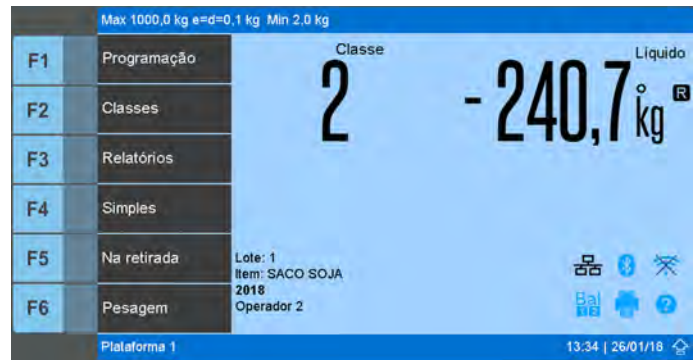 Max 1000,0 kg e=d=0,1 kg Min 2,0 kg
F1 Programação
F2 Classes
F3 Relatórios
F4 Simples
F5 Na retirada
F6 Pesagem
Classe
2
Líquido
-240,7 kg R
Lote: 1
Item: SACO SOJA
2018
Operador 2
Bal
12
?
Plataforma 1
13:34 | 26/01/18